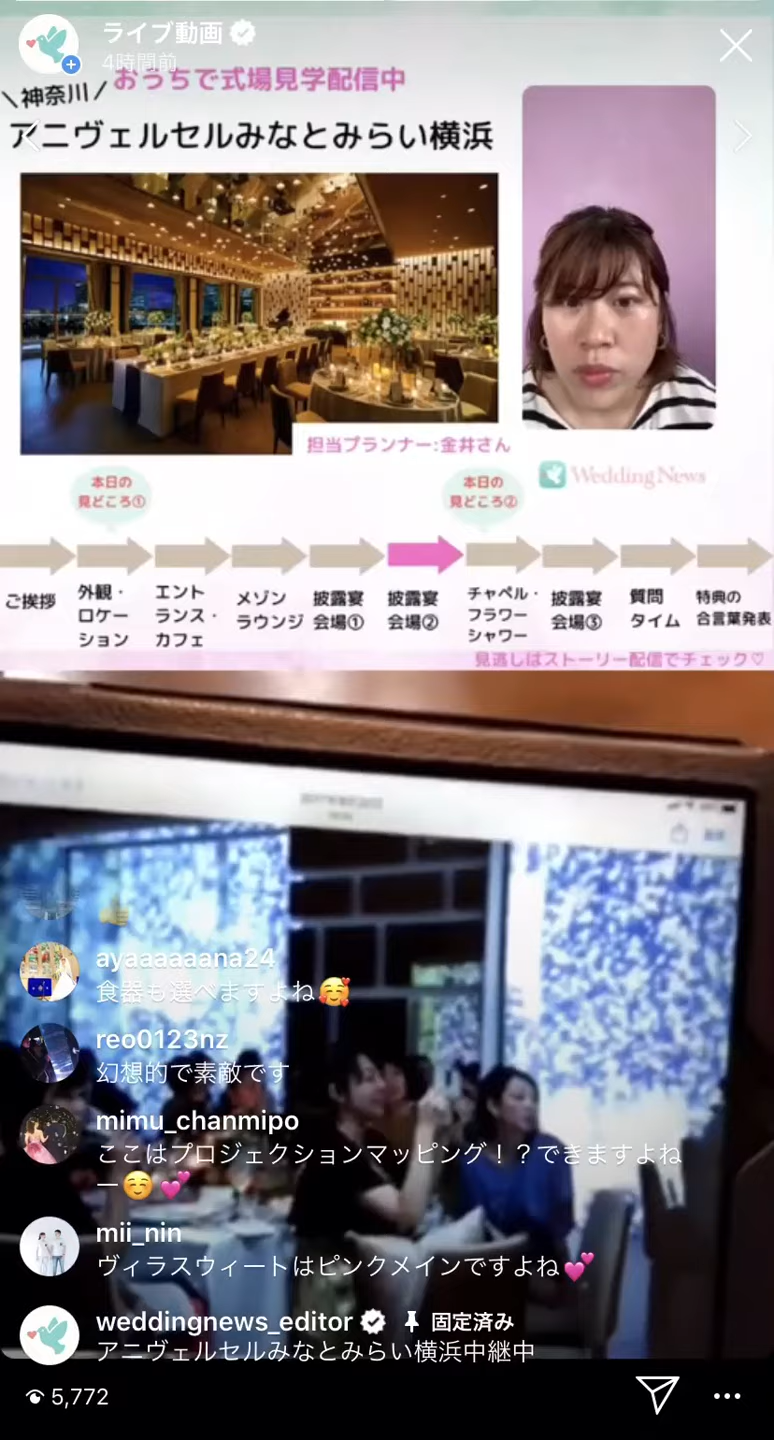 ライブ動画
4時間前
おうちで式場見学配信中
＼神奈川／
アニヴェルセルみなとみらい横浜
担当プランナー:金井さん
WeddingNews
本日の
見どころ①
本日の
見どころ②
ご挨拶
外観・
ロケー
ション
エント
ランス・
カフェ
メゾン
ラウンジ
披露宴
会場①
披露宴
会場②
チャペル・
フラワー
シャワー
披露宴
会場③
質問
タイム
特典の
合言葉発表
見逃しはストーリー配信でチェック♡
👍
ayaaaaaaana24
食器も選べますよね🥰
reo0123nz
幻想的で素敵です
mimu_chanmipo
ここはプロジェクションマッピング！？できますよね
ー☺️💕
mii_nin
ヴィラスウィートはピンクメインですよね💕
weddingnews_editor 固定済み
アニヴェルセルみなとみらい横浜中継中
5,772